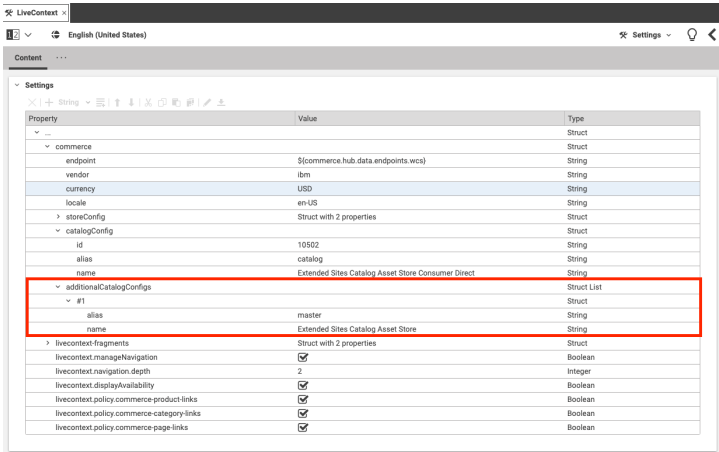 LiveContext ×
12 English (United States) Settings
Content ...
Settings
String
Property Value Type
... Struct
commerce Struct
endpoint ${commerce.hub.data.endpoints.wcs} String
vendor ibm String
currency USD String
locale en-US String
storeConfig Struct with 2 properties Struct
catalogConfig Struct
id 10502 String
alias catalog String
name Extended Sites Catalog Asset Store Consumer Direct String
additionalCatalogConfigs Struct List
#1 Struct
alias master String
name Extended Sites Catalog Asset Store String
livecontext-fragments Struct with 2 properties Struct
livecontext.manageNavigation Boolean
livecontext.navigation.depth 2 Integer
livecontext.displayAvailability Boolean
livecontext.policy.commerce-product-links Boolean
livecontext.policy.commerce-category-links Boolean
livecontext.policy.commerce-page-links Boolean